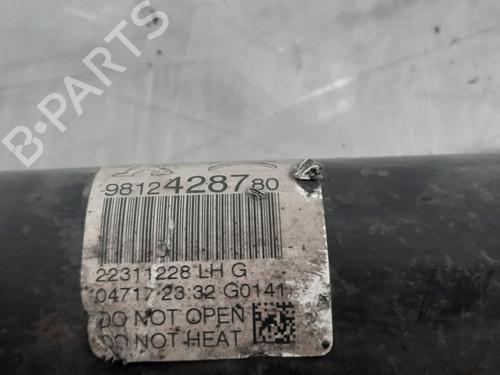 B-PARTS
9812428780
22311228 LH G
04717 23:32 G0141
DO NOT OPEN
DO NOT HEAT